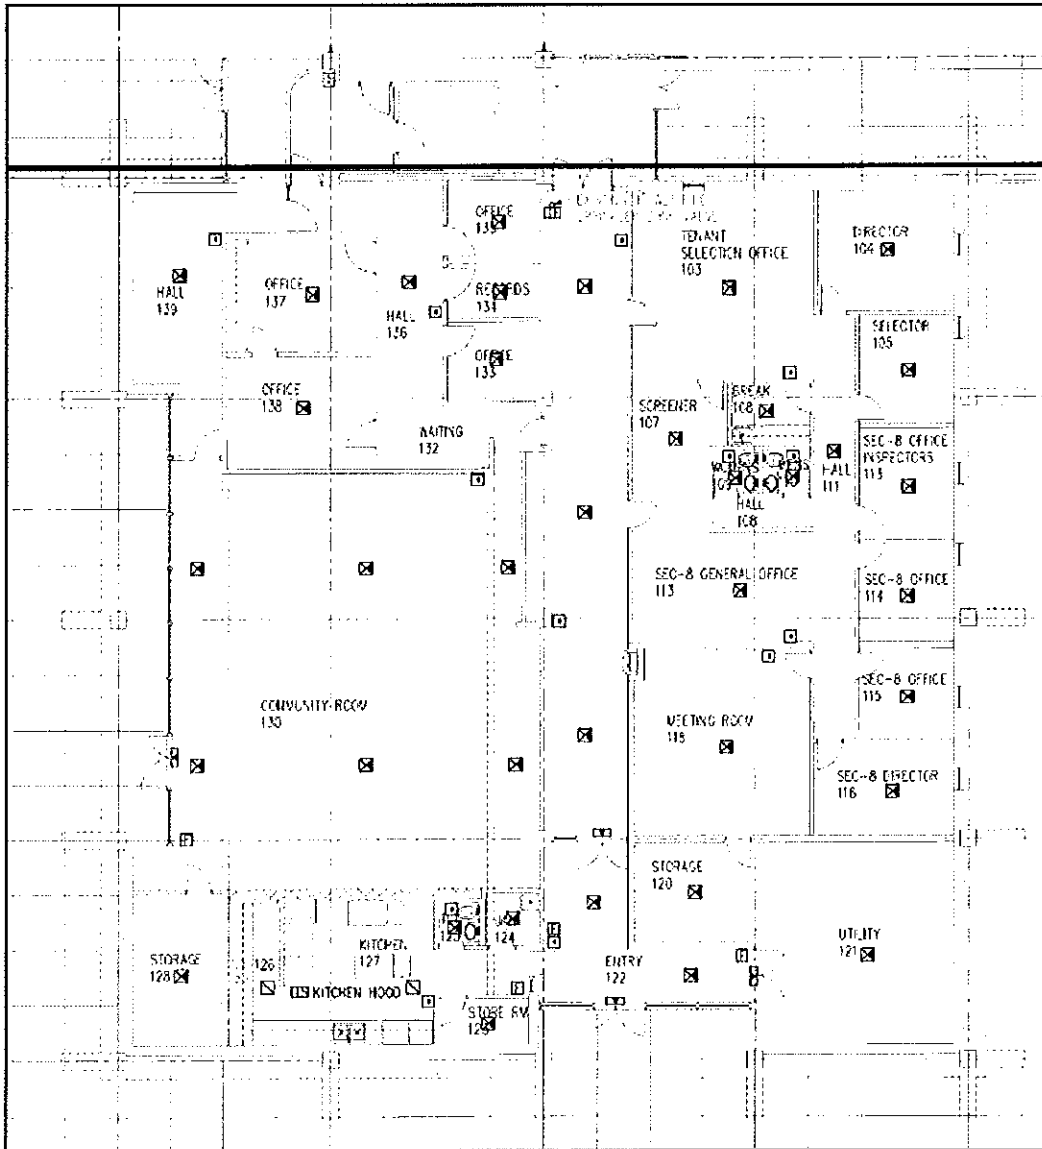 OFFICE
TENANT
SELECTION OFFICE
103
DIRECTOR
104
HALL
139
OFFICE
137
RECORDS
134
HALL
136
SELECTOR
105
OFFICE
133
OFFICE
138
BREAK
108
SCREENER
107
WAITING
132
SEC-8 OFFICE
INSPECTORS
HALL
111
HALL
108
SEC-8 GENERAL OFFICE
113
SEC-8 OFFICE
114
SEC-8 OFFICE
115
COMMUNITY ROOM
130
MEETING ROOM
118
SEC-8 DIRECTOR
116
STORAGE
120
KITCHEN
127
124
UTILITY
121
STORAGE
128
126
ENTRY
122
KITCHEN HOOD
STORE RM